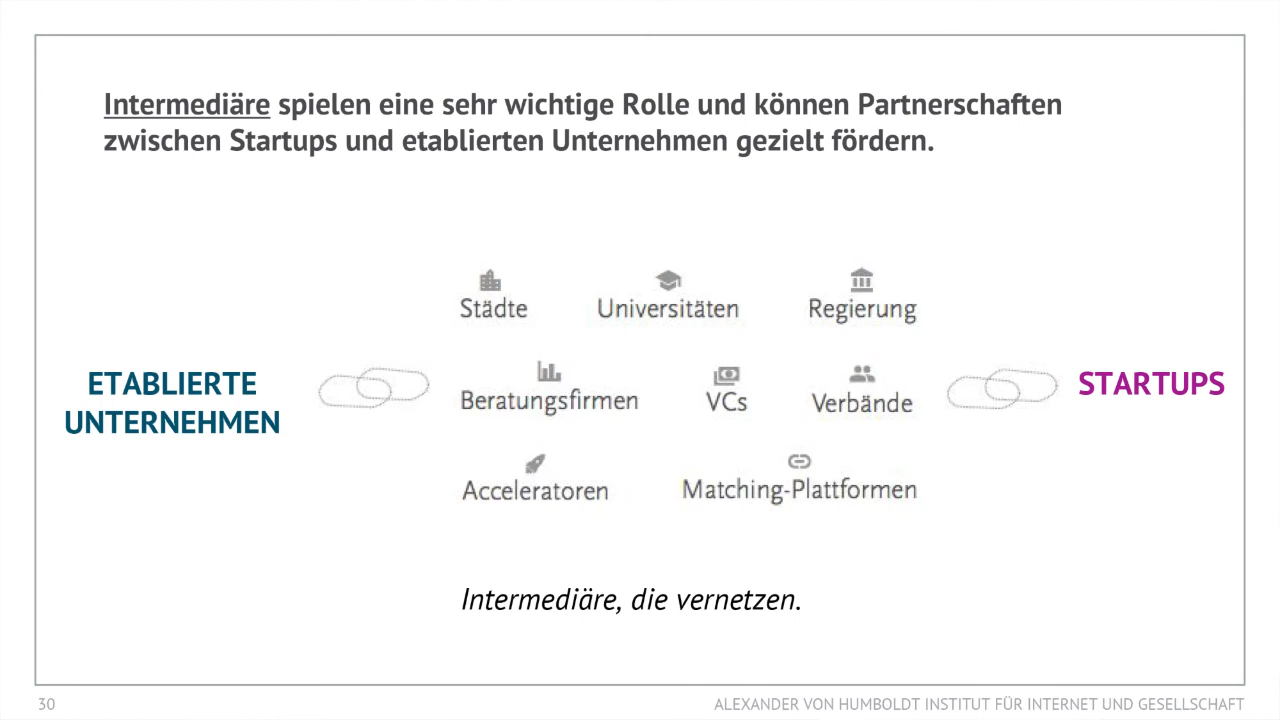 Intermediäre spielen eine sehr wichtige Rolle und können Partnerschaften
zwischen Startups und etablierten Unternehmen gezielt fördern.
Städte Universitäten Regierung
ETABLIERTE
UNTERNEHMEN
Beratungsfirmen VCs Verbände
STARTUPS
Acceleratoren Matching-Plattformen
Intermediäre, die vernetzen.
30 ALEXANDER VON HUMBOLDT INSTITUT FÜR INTERNET UND GESELLSCHAFT